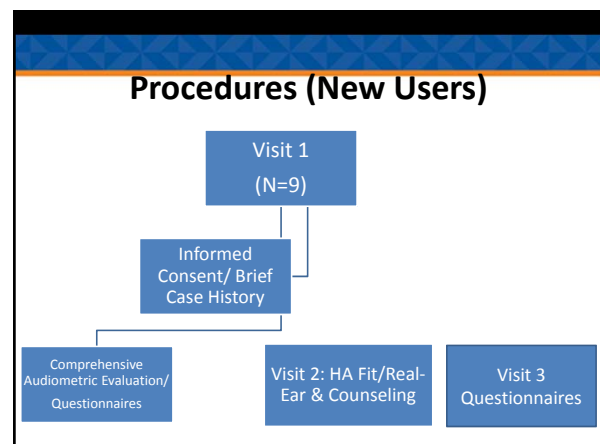 Procedures (New Users)
Visit 1
(N=9)
Informed
Consent/ Brief
Case History
Comprehensive
Audiometric Evaluation/
Questionnaires
Visit 2: HA Fit/Real-
Ear & Counseling
Visit 3
Questionnaires